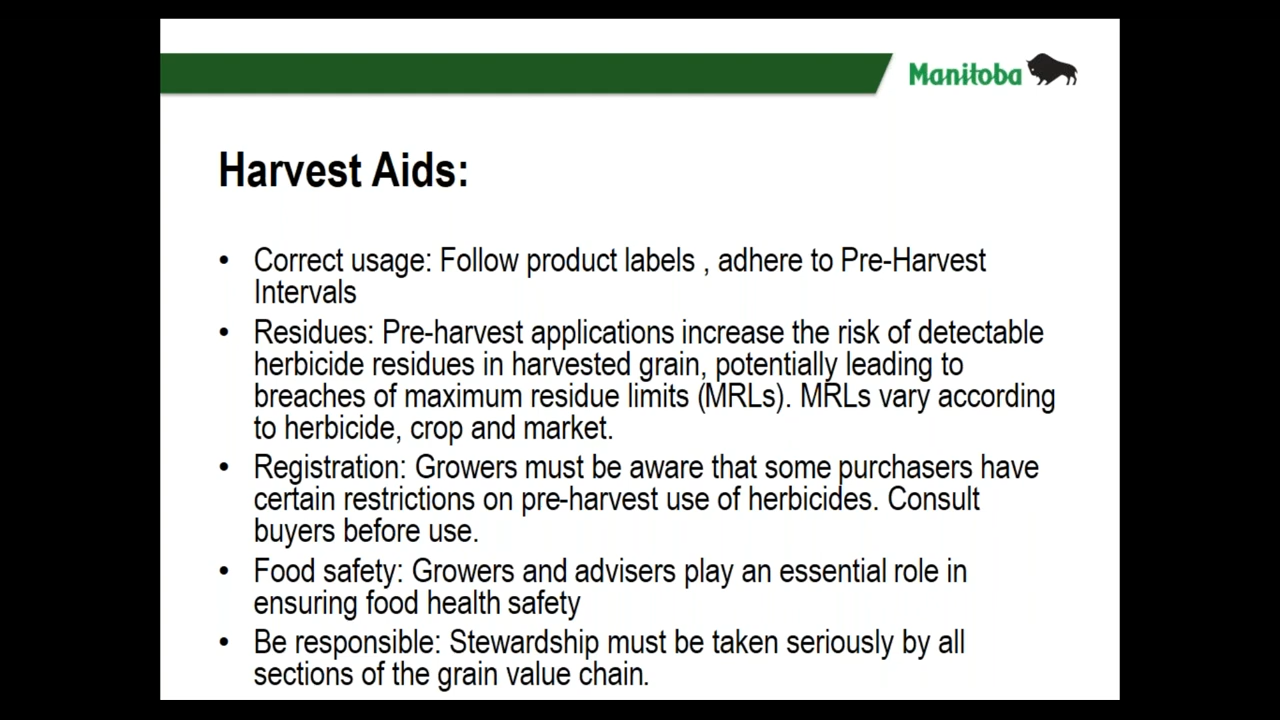 Manitoba
Harvest Aids:
• Correct usage: Follow product labels , adhere to Pre-Harvest
Intervals
• Residues: Pre-harvest applications increase the risk of detectable
herbicide residues in harvested grain, potentially leading to
breaches of maximum residue limits (MRLs). MRLs vary according
to herbicide, crop and market.
• Registration: Growers must be aware that some purchasers have
certain restrictions on pre-harvest use of herbicides. Consult
buyers before use.
• Food safety: Growers and advisers play an essential role in
ensuring food health safety
• Be responsible: Stewardship must be taken seriously by all
sections of the grain value chain.